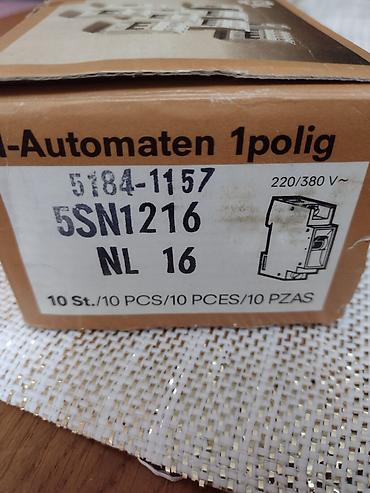 -Automaten 1polig
5184-1157
220/380 V~
5SN1216
NL 16
10 St./10 PCS/10 PCES/10 PZAS